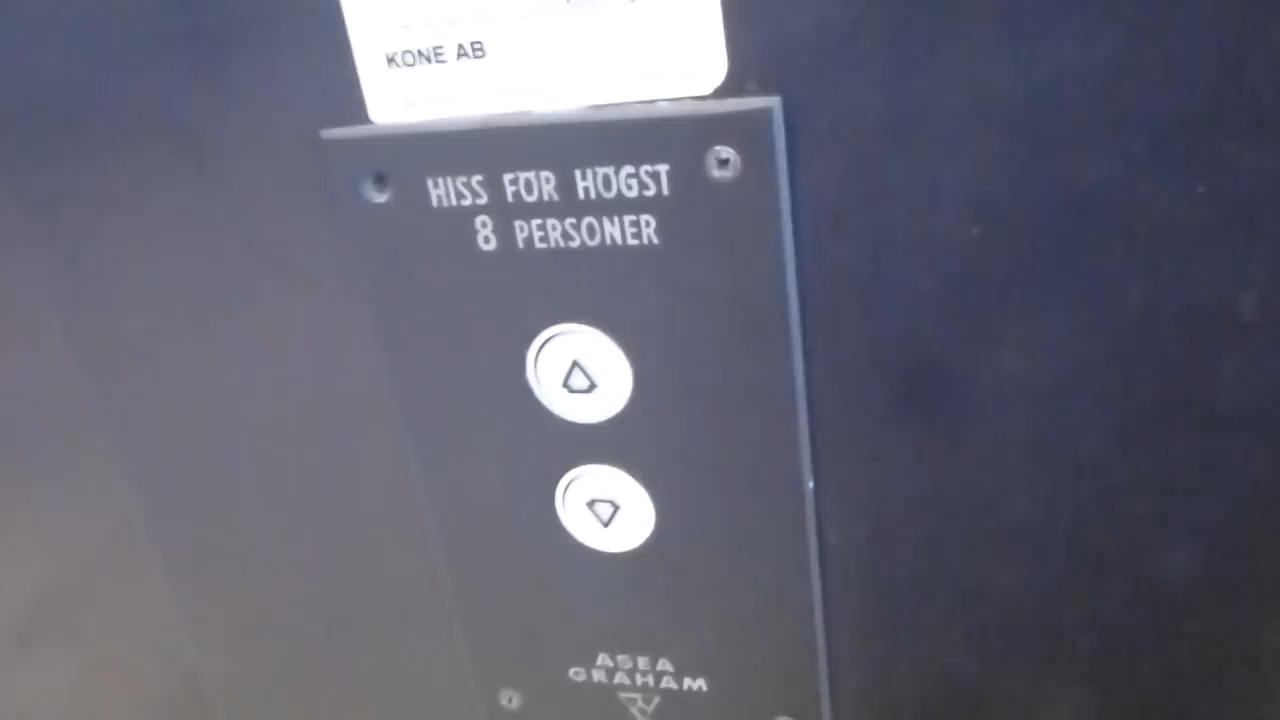 KONE AB
HISS FÖR HÖGST
8 PERSONER
ASEA
GRAHAM